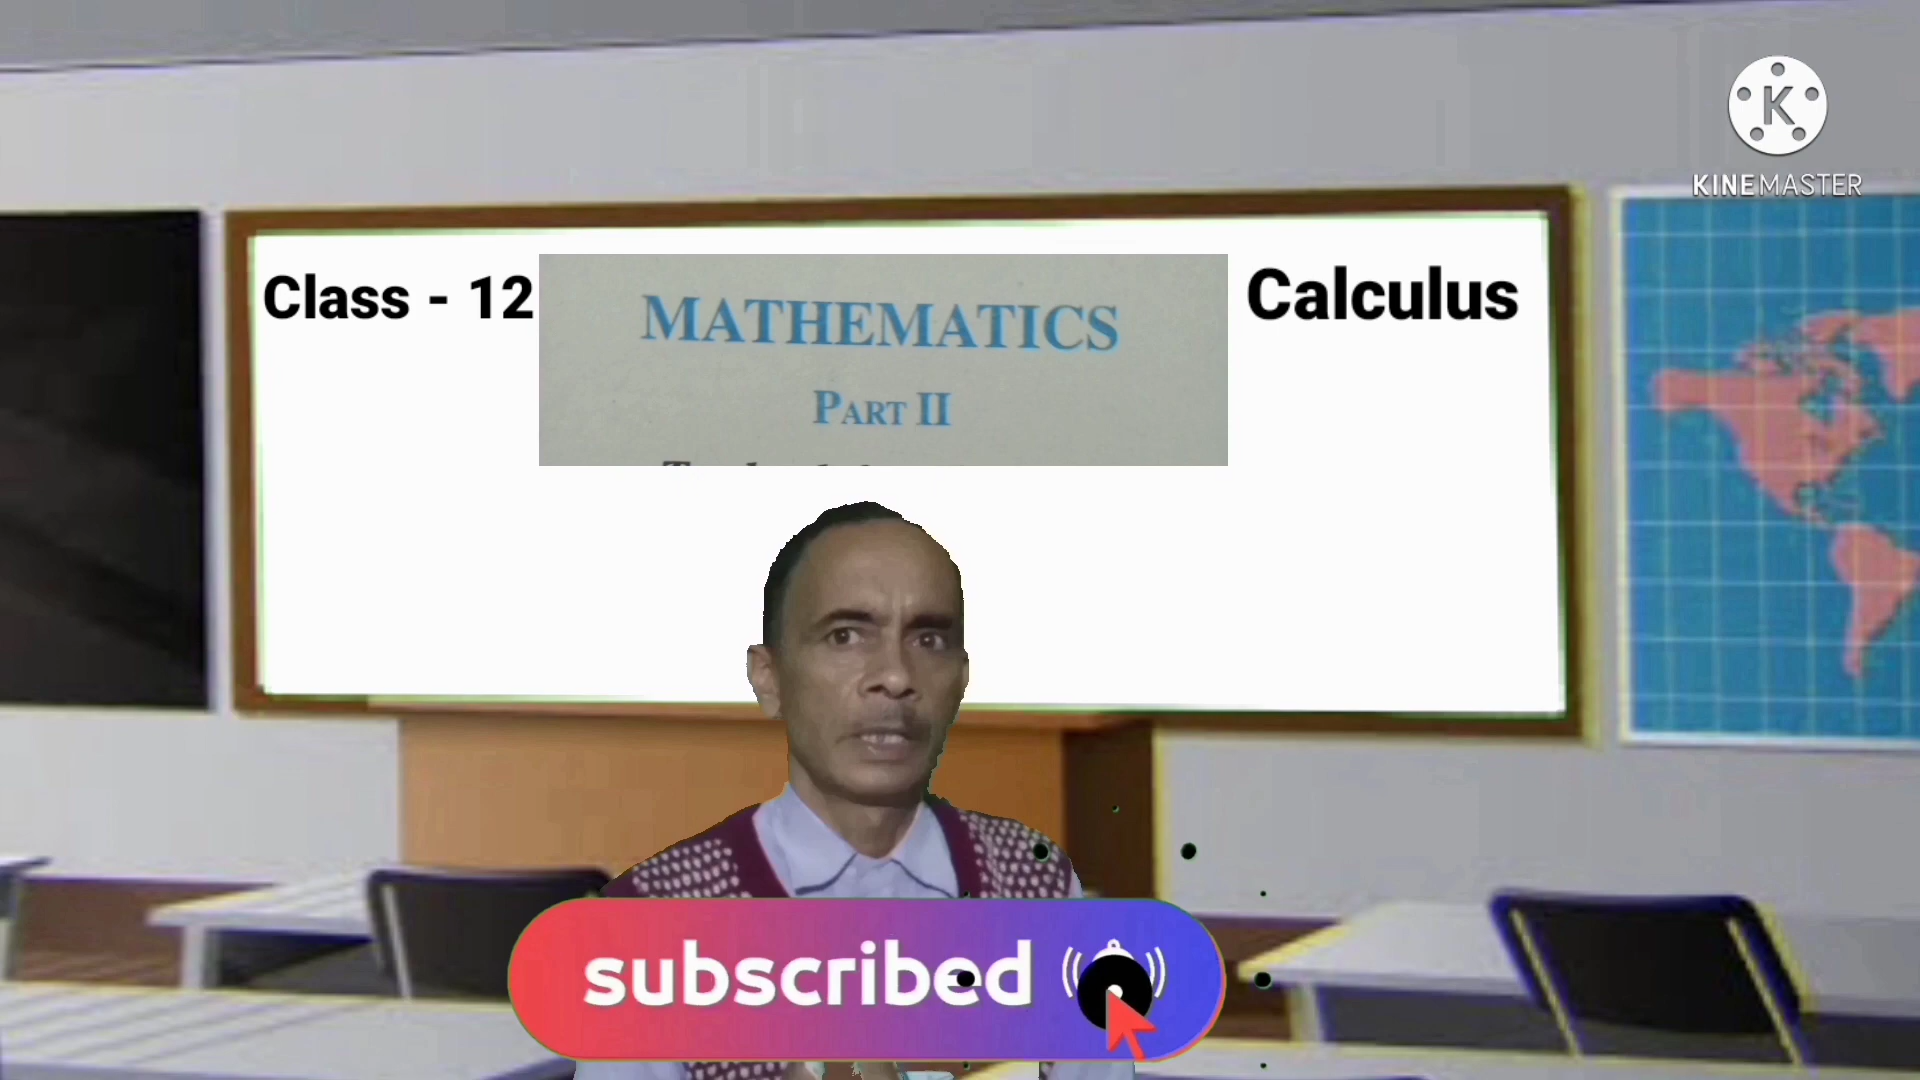 K
KINEMASTER
Class - 12
MATHEMATICS
Calculus
PART II
subscribed